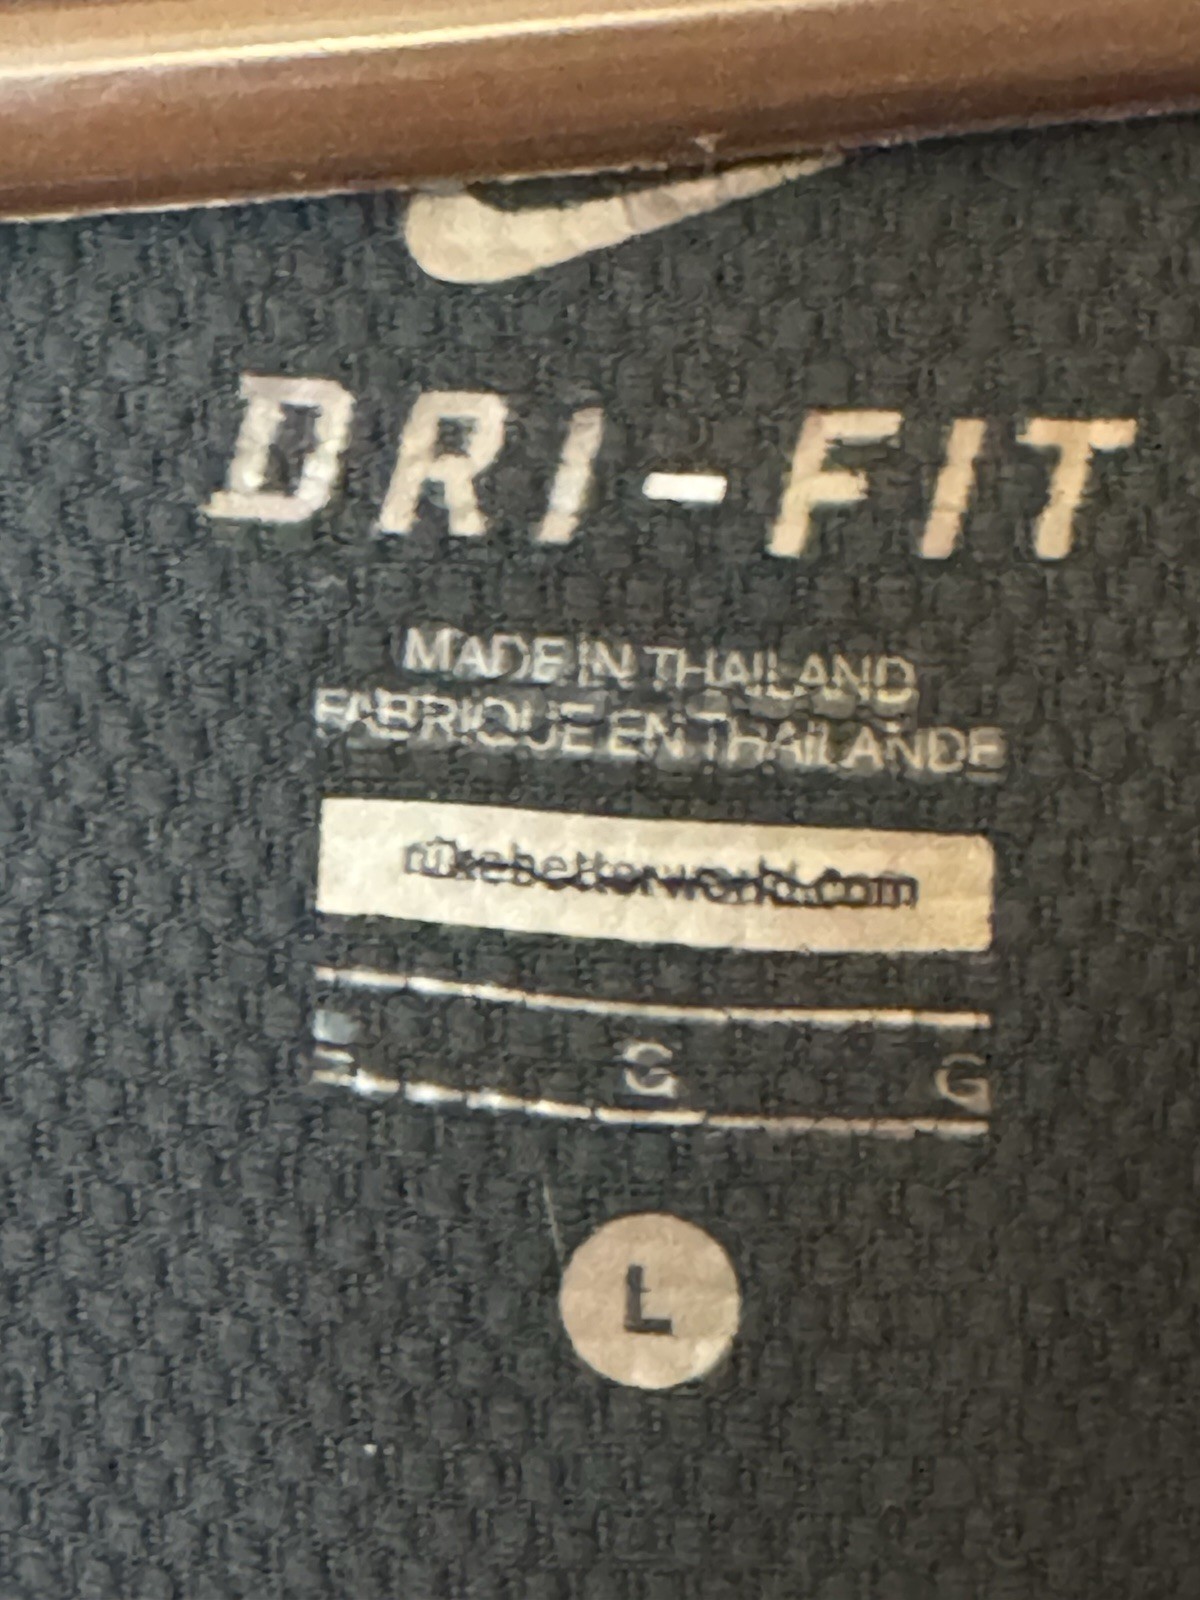 DRI-FIT
MADE IN THAILAND
FABRIQUE EN THAILANDE
nikebetterworld.com
G G
L